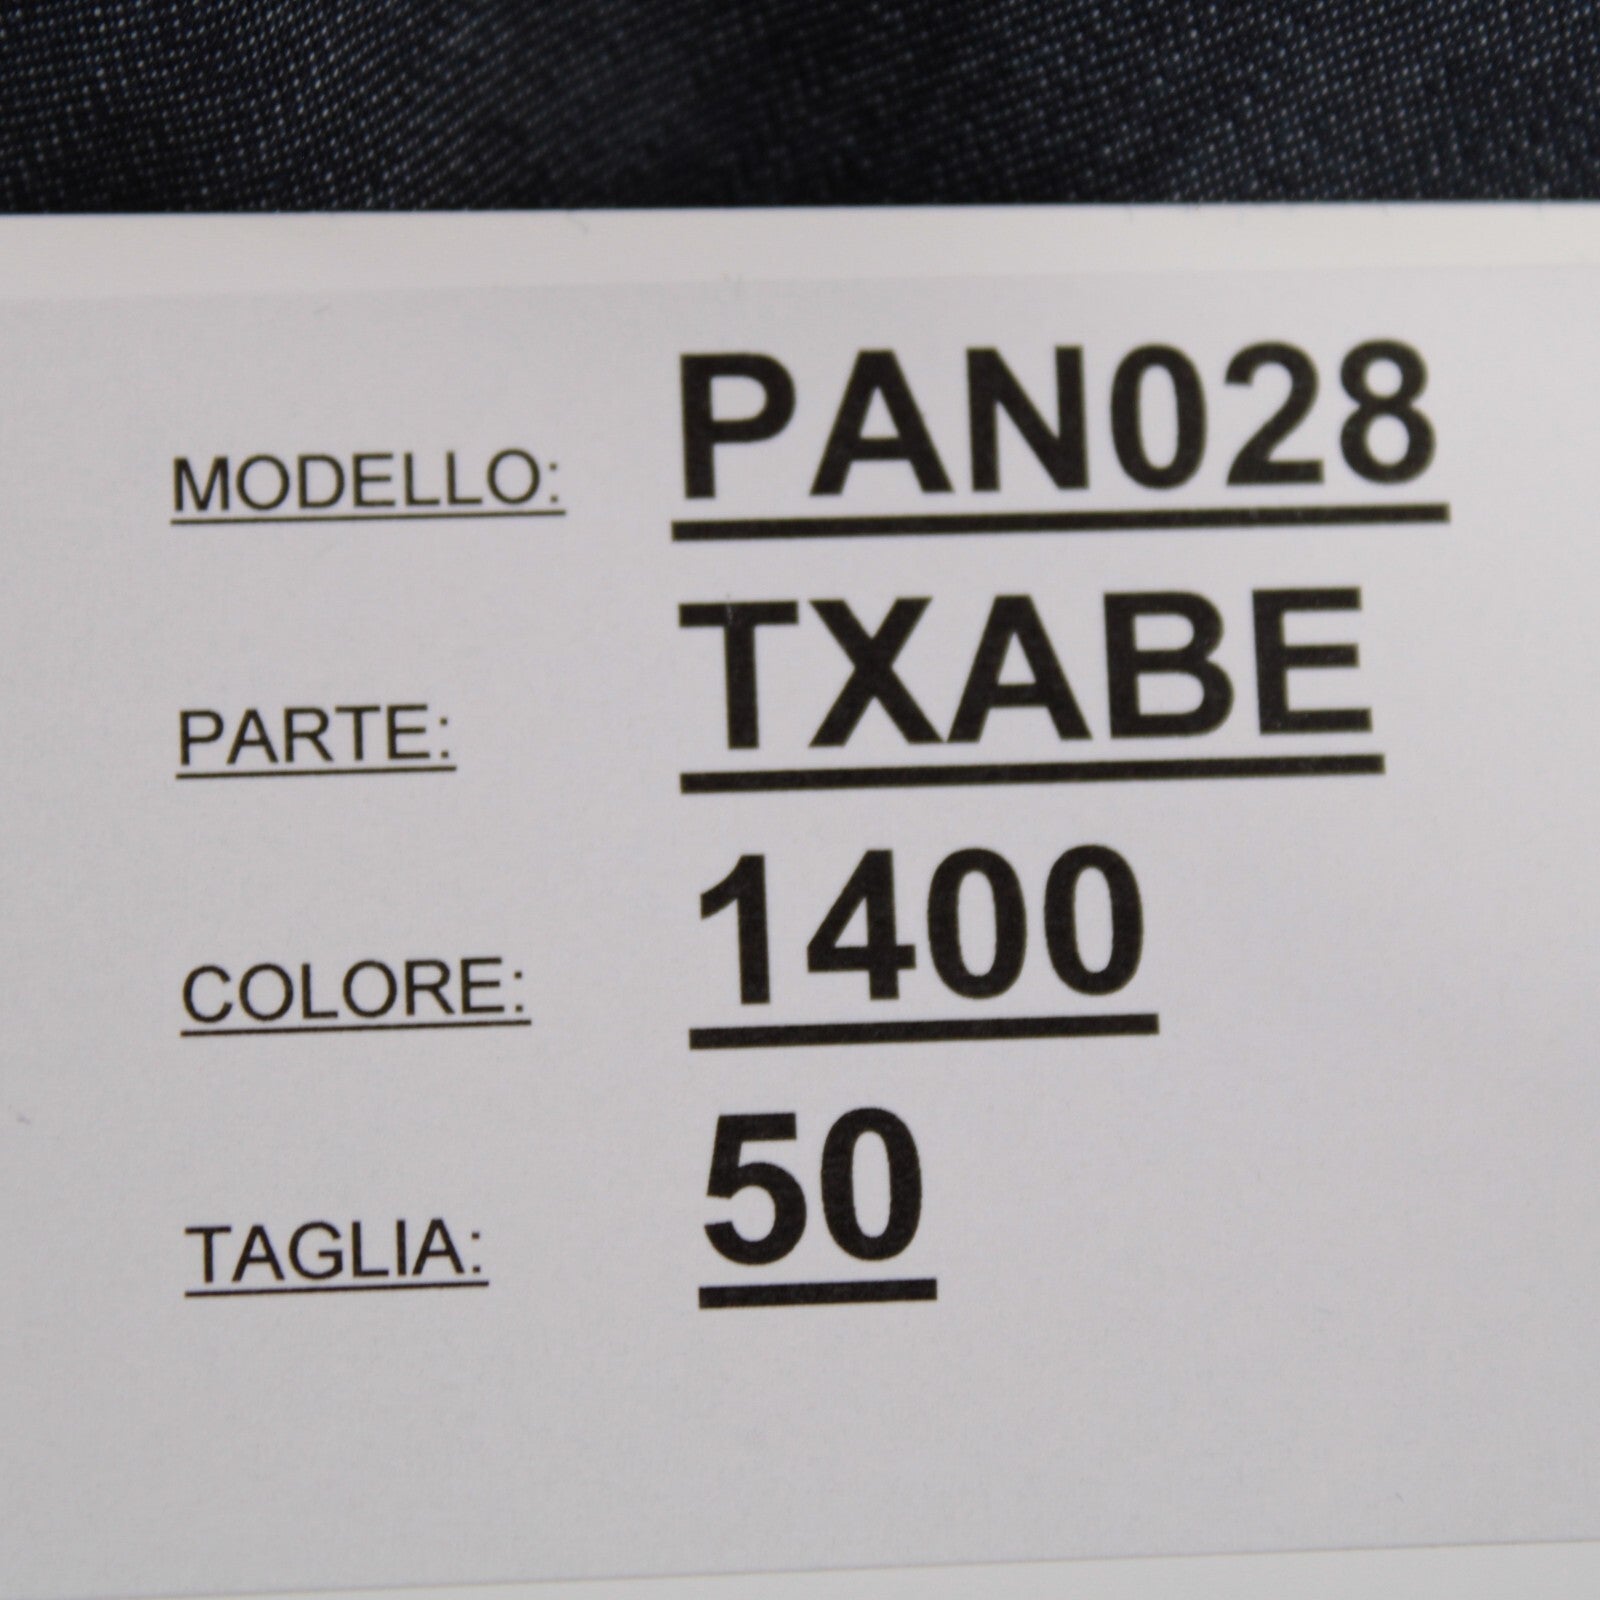 MODELLO: PAN028
PARTE: TXABE
COLORE: 1400
TAGLIA: 50